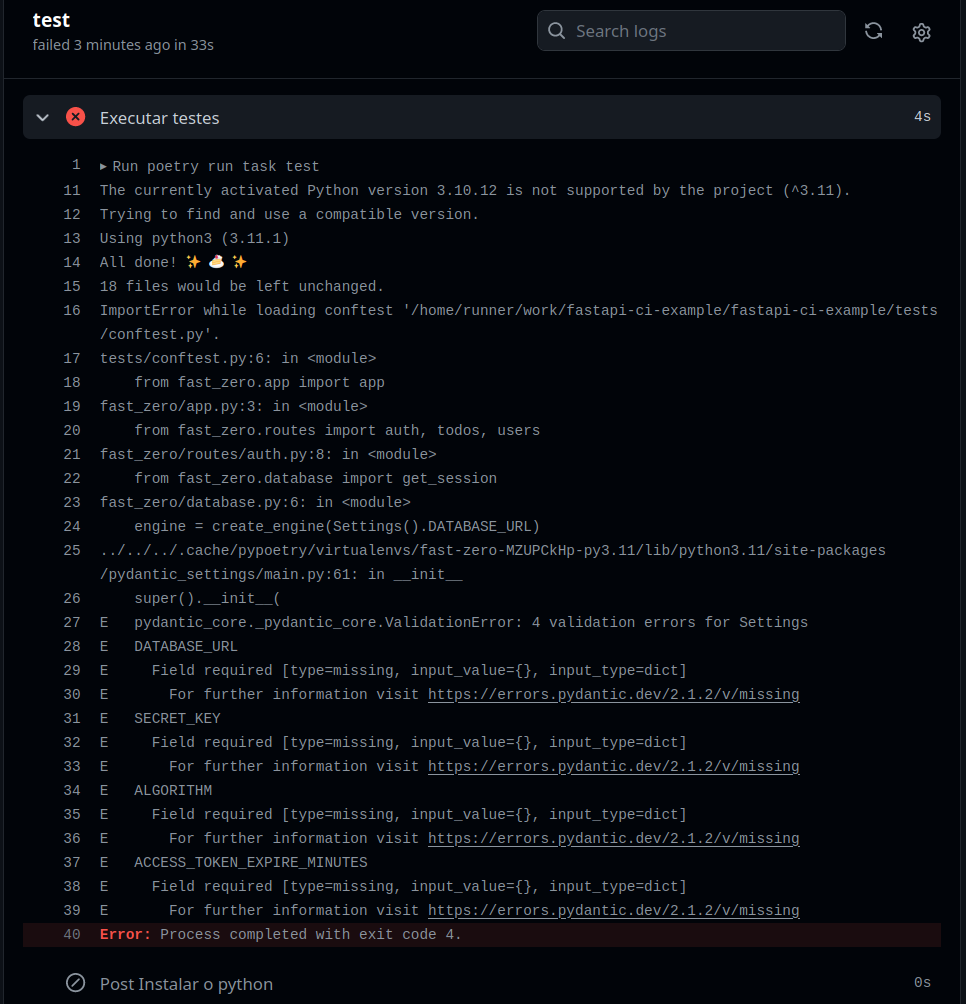 test
failed 3 minutes ago in 33s
Search logs
Executar testes
4s
1 ▸ Run poetry run task test
11 The currently activated Python version 3.10.12 is not supported by the project (^3.11).
12 Trying to find and use a compatible version.
13 Using python3 (3.11.1)
14 All done! ✨ 🍰 ✨
15 18 files would be left unchanged.
16 ImportError while loading conftest '/home/runner/work/fastapi-ci-example/fastapi-ci-example/tests
/conftest.py'.
17 tests/conftest.py:6: in <module>
18     from fast_zero.app import app
19 fast_zero/app.py:3: in <module>
20     from fast_zero.routes import auth, todos, users
21 fast_zero/routes/auth.py:8: in <module>
22     from fast_zero.database import get_session
23 fast_zero/database.py:6: in <module>
24     engine = create_engine(Settings().DATABASE_URL)
25 ../../../.cache/pypoetry/virtualenvs/fast-zero-MZUPCkHp-py3.11/lib/python3.11/site-packages
/pydantic_settings/main.py:61: in __init__
26     super().__init__(
27 E   pydantic_core._pydantic_core.ValidationError: 4 validation errors for Settings
28 E   DATABASE_URL
29 E     Field required [type=missing, input_value={}, input_type=dict]
30 E       For further information visit https://errors.pydantic.dev/2.1.2/v/missing
31 E   SECRET_KEY
32 E     Field required [type=missing, input_value={}, input_type=dict]
33 E       For further information visit https://errors.pydantic.dev/2.1.2/v/missing
34 E   ALGORITHM
35 E     Field required [type=missing, input_value={}, input_type=dict]
36 E       For further information visit https://errors.pydantic.dev/2.1.2/v/missing
37 E   ACCESS_TOKEN_EXPIRE_MINUTES
38 E     Field required [type=missing, input_value={}, input_type=dict]
39 E       For further information visit https://errors.pydantic.dev/2.1.2/v/missing
40 Error: Process completed with exit code 4.
Post Instalar o python
0s